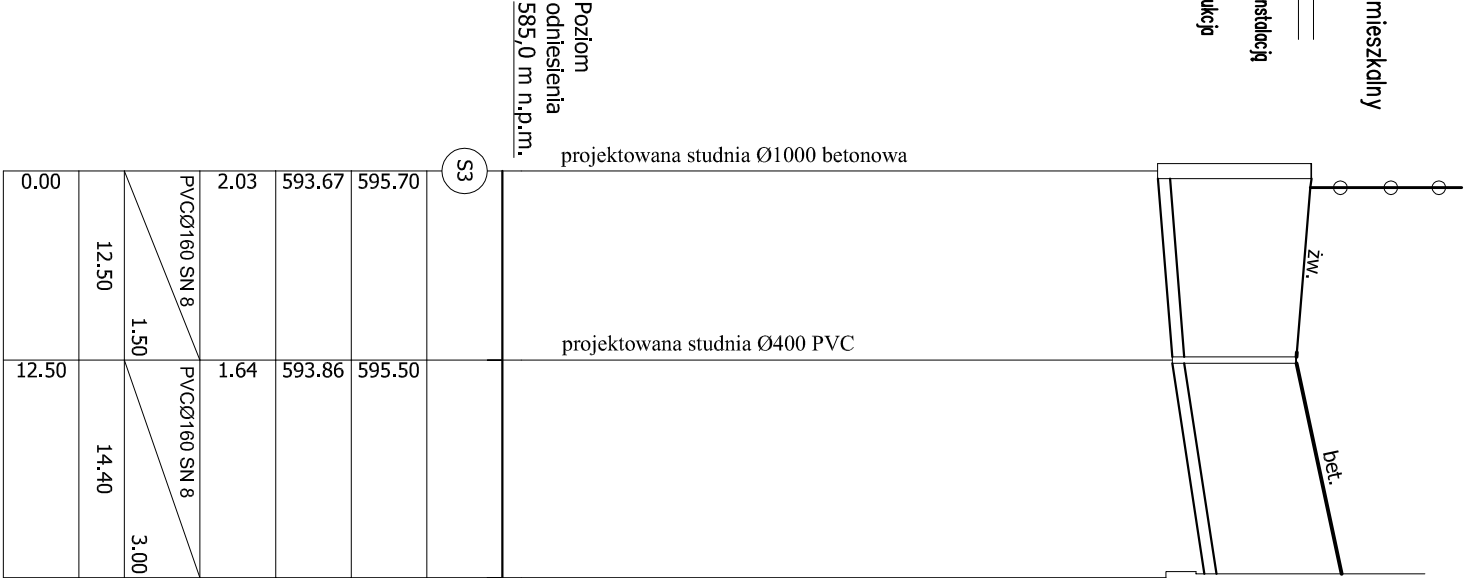 mieszkalny
nstalacją
ukcja
Poziom
odniesienia
585,0 m n.p.m.
projektowana studnia Ø1000 betonowa
projektowana studnia Ø400 PVC
żw.
bet.
S3
595.70
595.50
593.67
593.86
2.03
1.64
PVCØ160 SN 8
1.50
PVCØ160 SN 8
3.00
12.50
14.40
0.00
12.50